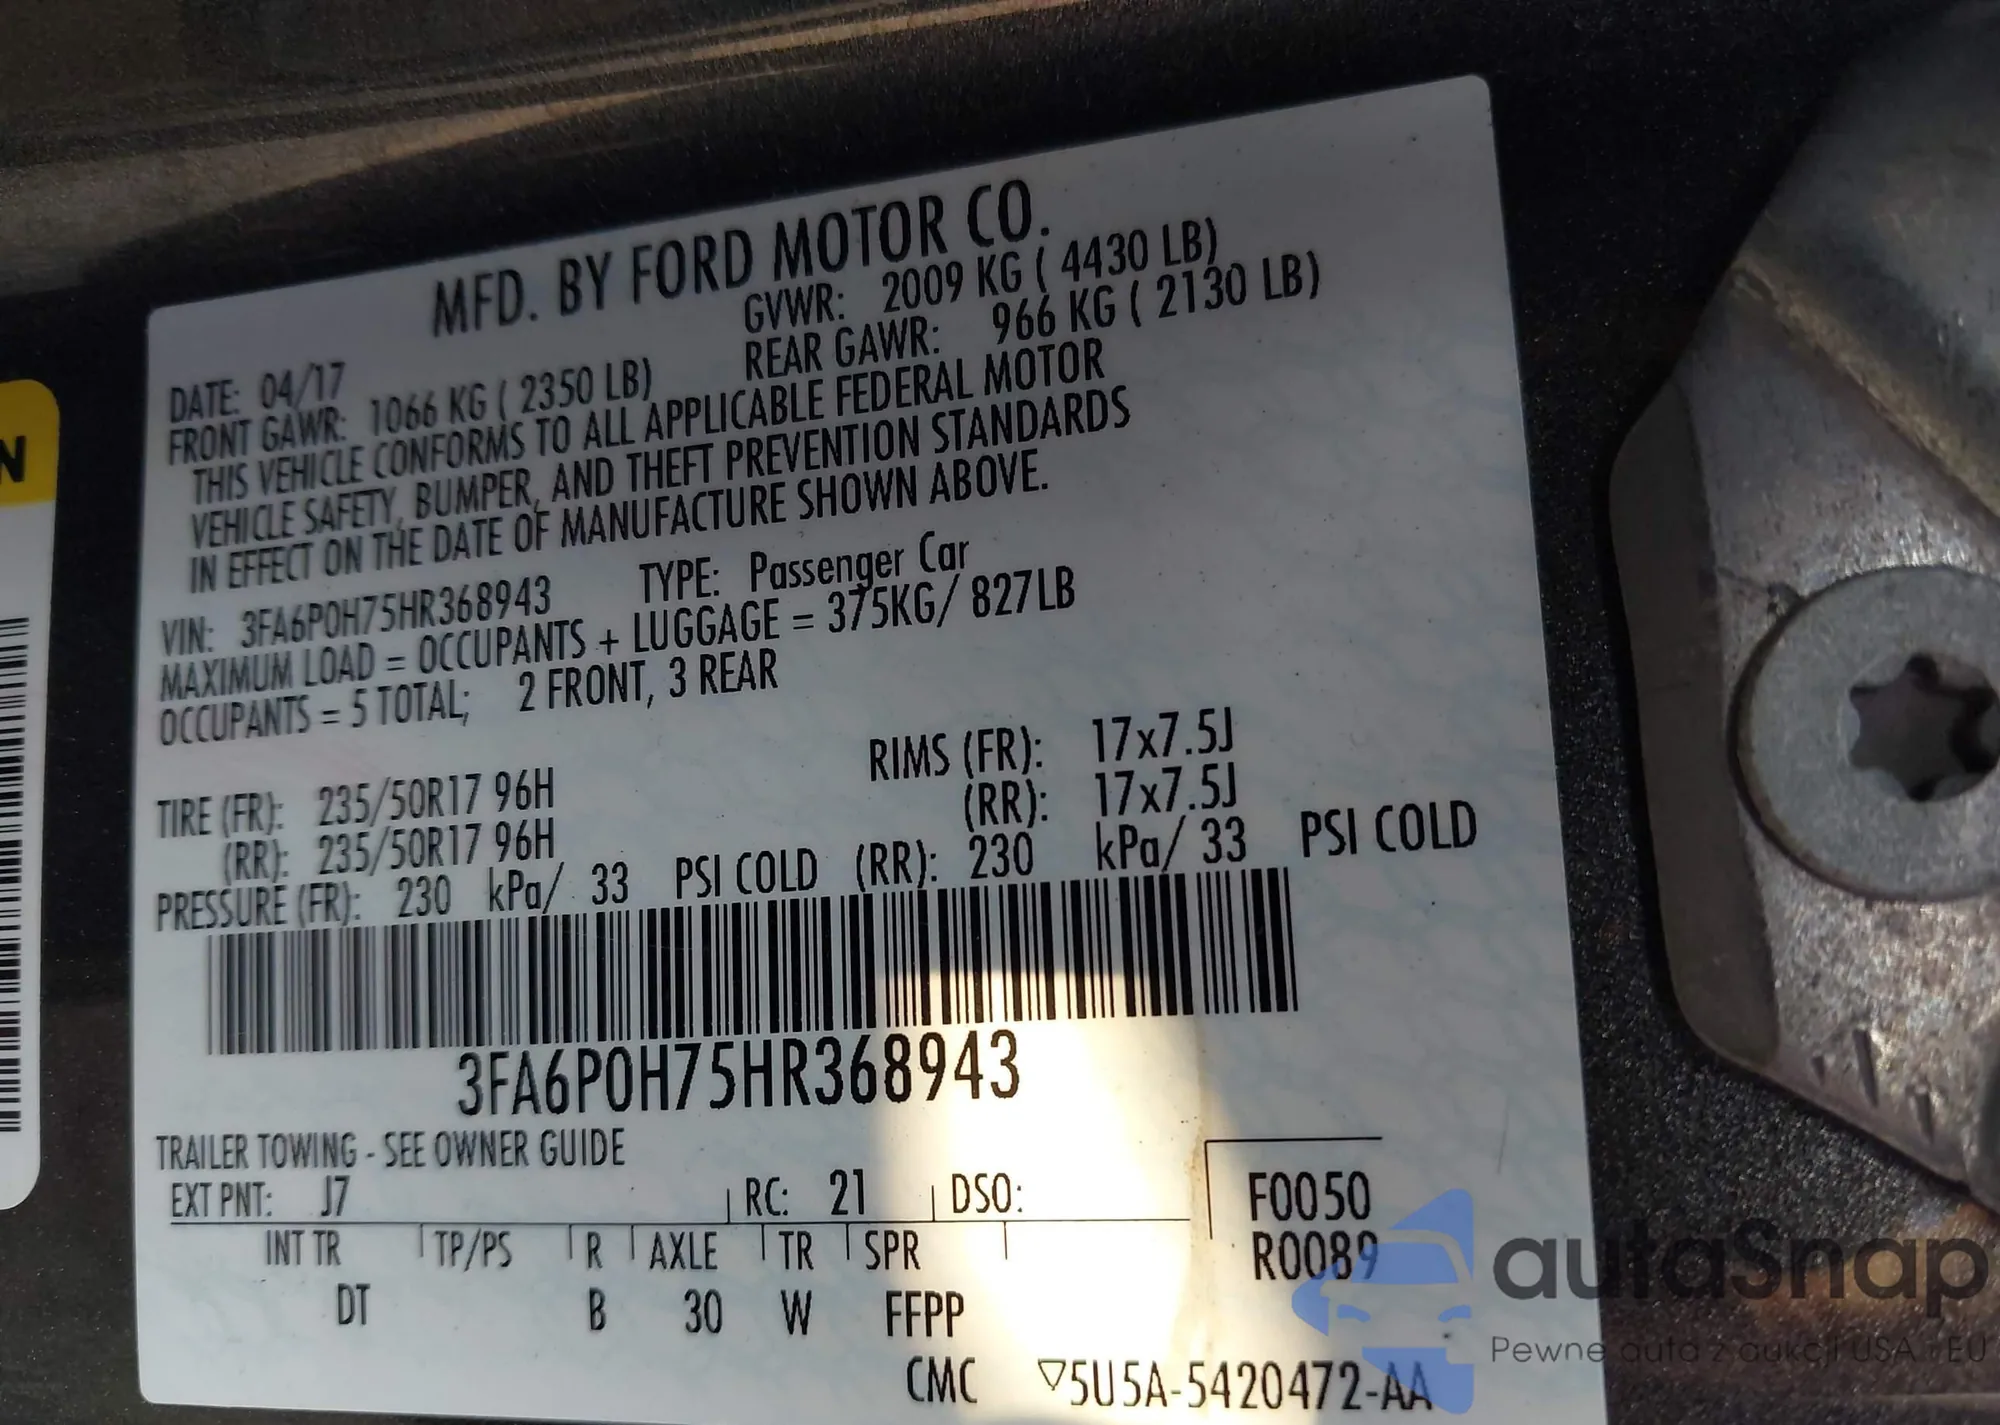 MFD. BY FORD MOTOR CO.
DATE: 04/17 GVWR: 2009 KG ( 4430 LB)
FRONT GAWR: 1066 KG ( 2350 LB) REAR GAWR: 966 KG ( 2130 LB)
THIS VEHICLE CONFORMS TO ALL APPLICABLE FEDERAL MOTOR
VEHICLE SAFETY, BUMPER, AND THEFT PREVENTION STANDARDS
IN EFFECT ON THE DATE OF MANUFACTURE SHOWN ABOVE.
VIN: 3FA6P0H75HR368943 TYPE: Passenger Car
MAXIMUM LOAD = OCCUPANTS + LUGGAGE = 375KG/ 827LB
OCCUPANTS = 5 TOTAL; 2 FRONT, 3 REAR
TIRE (FR): 235/50R17 96H RIMS (FR): 17x7.5J
(RR): 235/50R17 96H (RR): 17x7.5J
PRESSURE (FR): 230 kPa/ 33 PSI COLD (RR): 230 kPa/ 33 PSI COLD
3FA6P0H75HR368943
TRAILER TOWING - SEE OWNER GUIDE
EXT PNT: J7 RC: 21 DSO: F0050
INT TR TP/PS R AXLE TR SPR R0089
DT B 30 W FFPP
CMC ▽5U5A-5420472-AA
N
autaSnap
Pewne auta z aukcji USA i EU